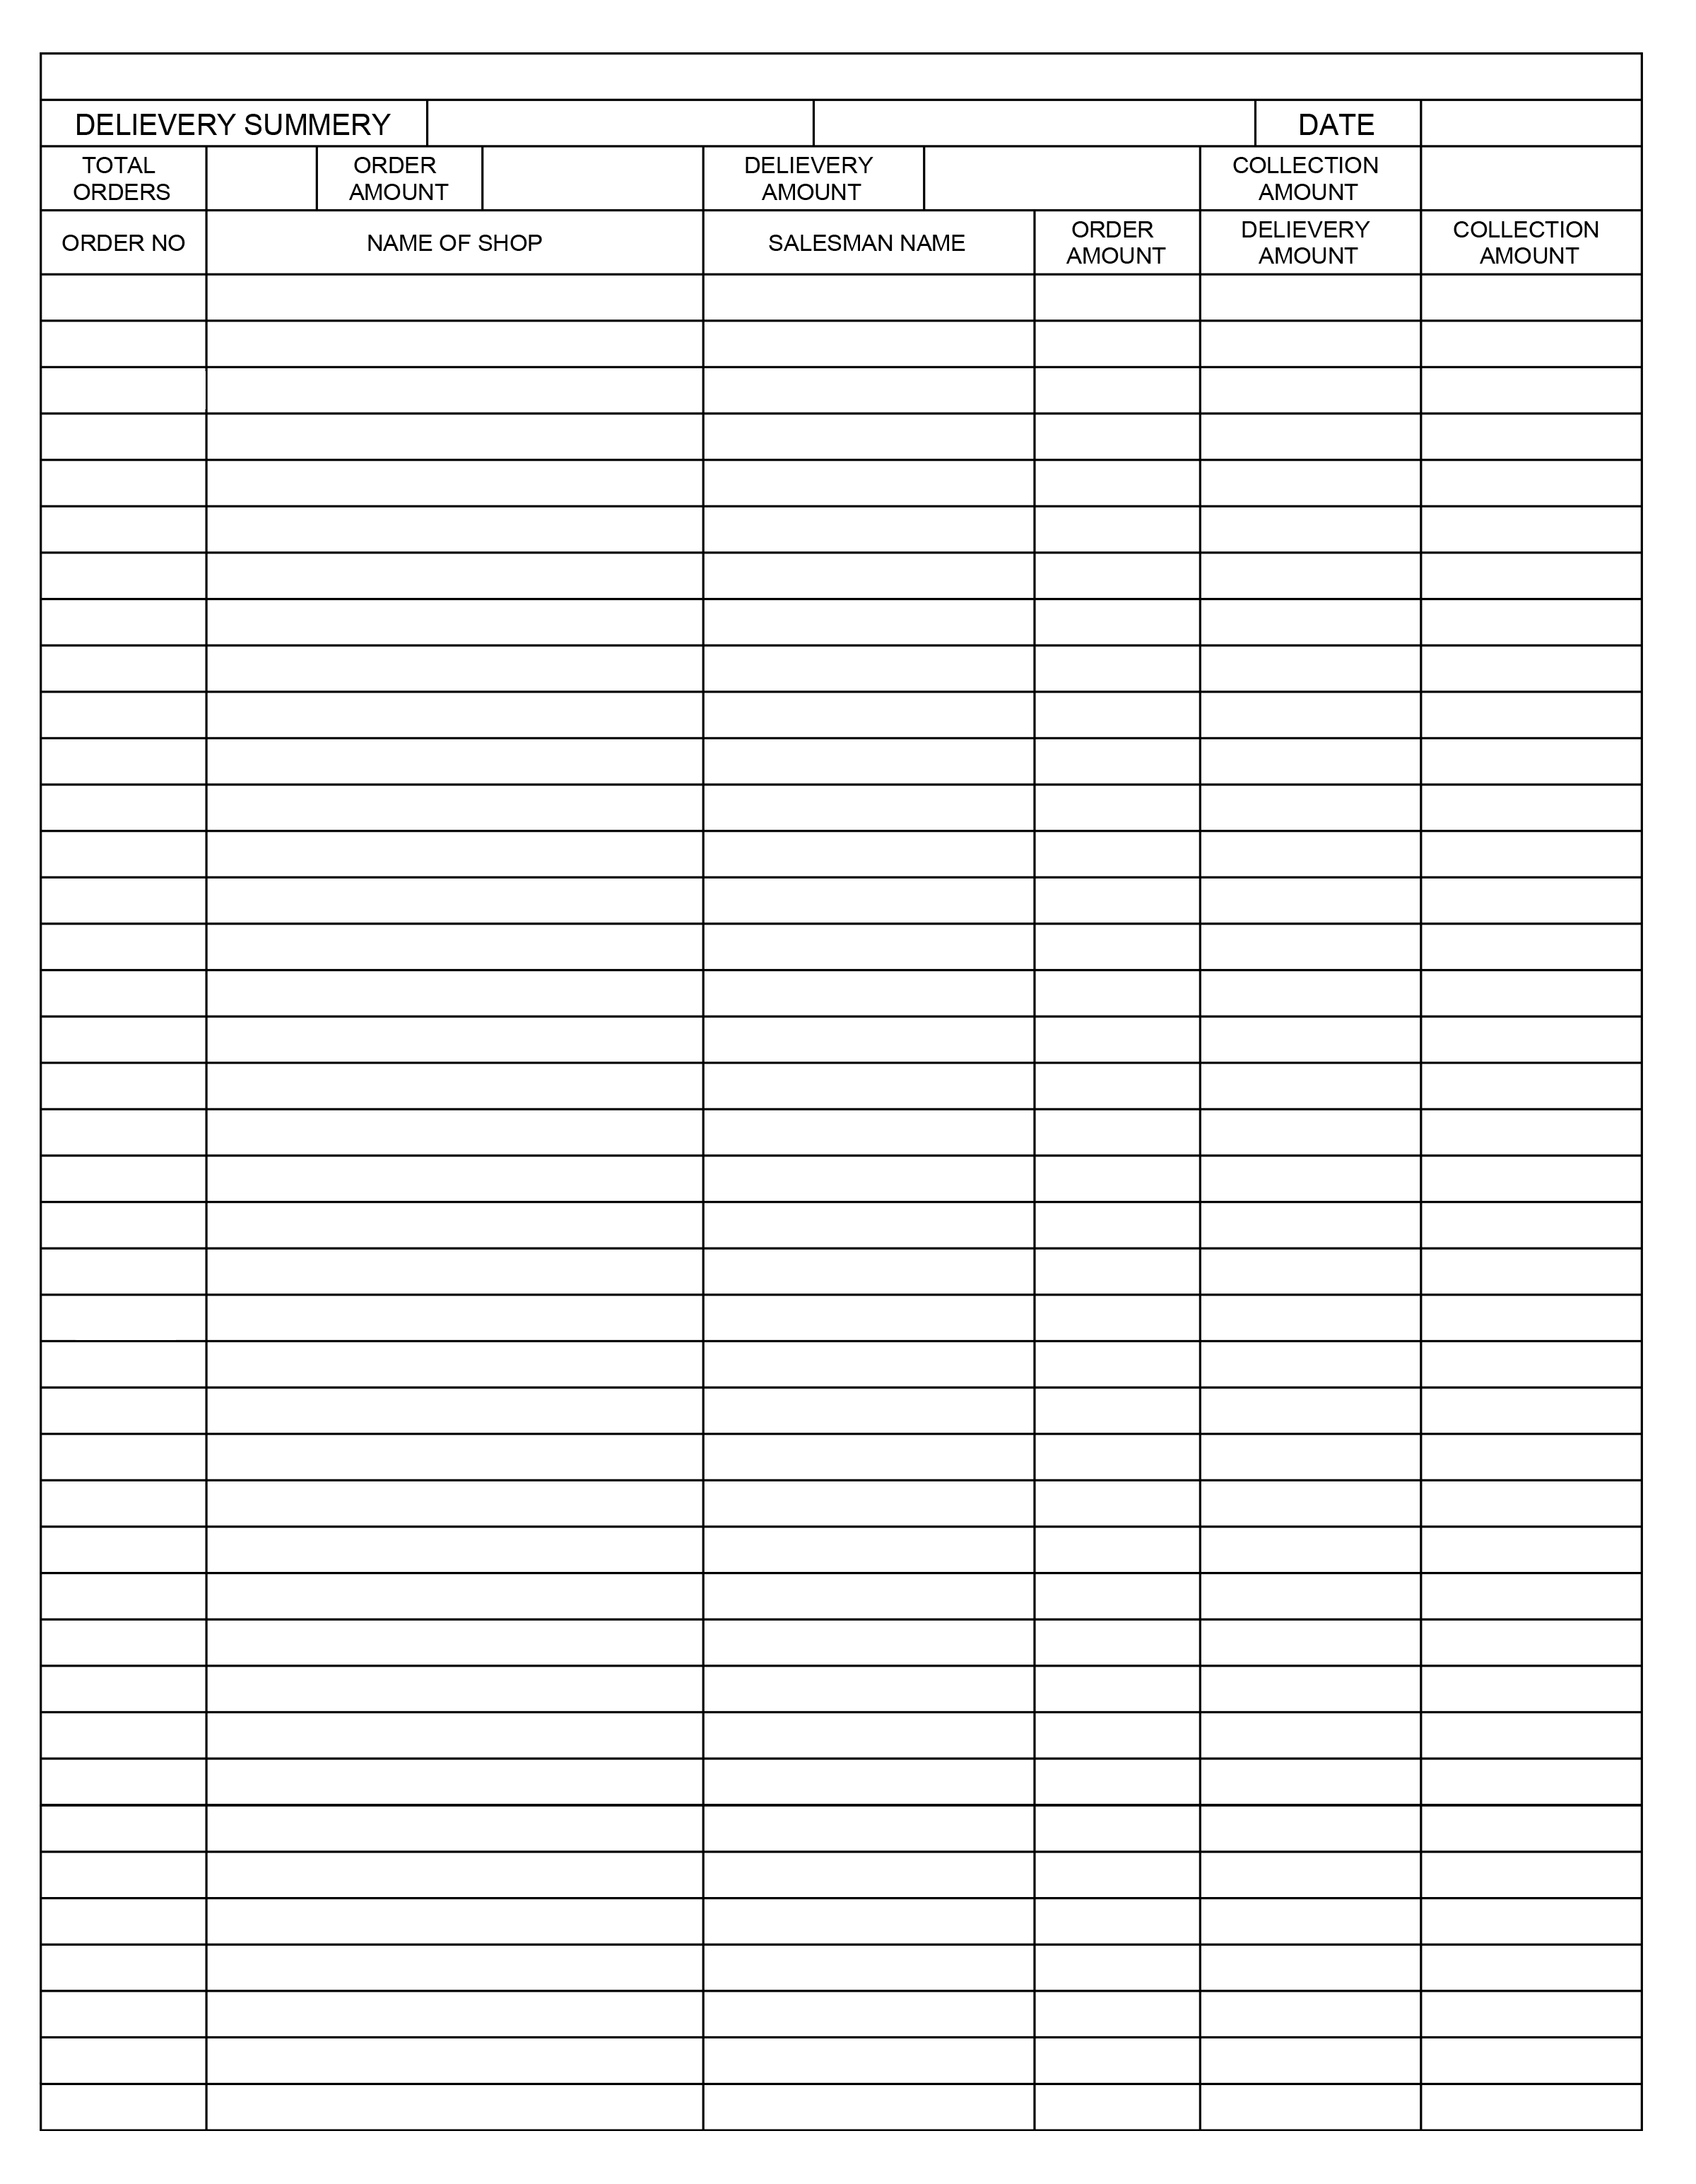 DELIEVERY SUMMERY DATE
TOTAL ORDER DELIEVERY COLLECTION
ORDERS AMOUNT AMOUNT AMOUNT
ORDER NO NAME OF SHOP SALESMAN NAME ORDER DELIEVERY COLLECTION
AMOUNT AMOUNT AMOUNT